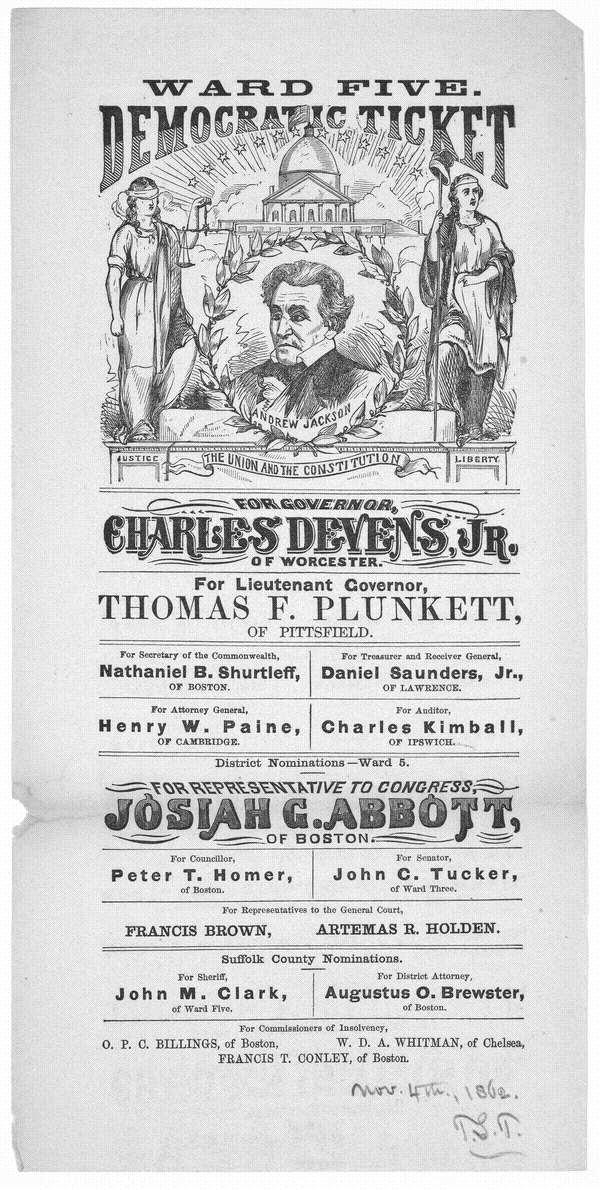 WARD FIVE.
DEMOCRATIC TICKET
ANDREW JACKSON
JUSTICE
THE UNION AND THE CONSTITUTION
LIBERTY.
FOR GOVERNOR,
CHARLES DEVENS, JR.
OF WORCESTER.
For Lieutenant Governor,
THOMAS F. PLUNKETT,
OF PITTSFIELD.
For Secretary of the Commonwealth,
Nathaniel B. Shurtleff,
OF BOSTON.
For Treasurer and Receiver General,
Daniel Saunders, Jr.,
OF LAWRENCE.
For Attorney General,
Henry W. Paine,
OF CAMBRIDGE.
For Auditor,
Charles Kimball,
OF IPSWICH.
District Nominations—Ward 5.
FOR REPRESENTATIVE TO CONGRESS,
JOSIAH G. ABBOTT,
OF BOSTON.
For Councillor,
Peter T. Homer,
of Boston.
For Senator,
John C. Tucker,
of Ward Three.
For Representatives to the General Court,
FRANCIS BROWN, ARTEMAS R. HOLDEN.
Suffolk County Nominations.
For Sheriff,
John M. Clark,
of Ward Five.
For District Attorney,
Augustus O. Brewster,
of Boston.
For Commissioners of Insolvency,
O. P. C. BILLINGS, of Boston, W. D. A. WHITMAN, of Chelsea,
FRANCIS T. CONLEY, of Boston.
Nov. 4th., 1862.
T.S.T.